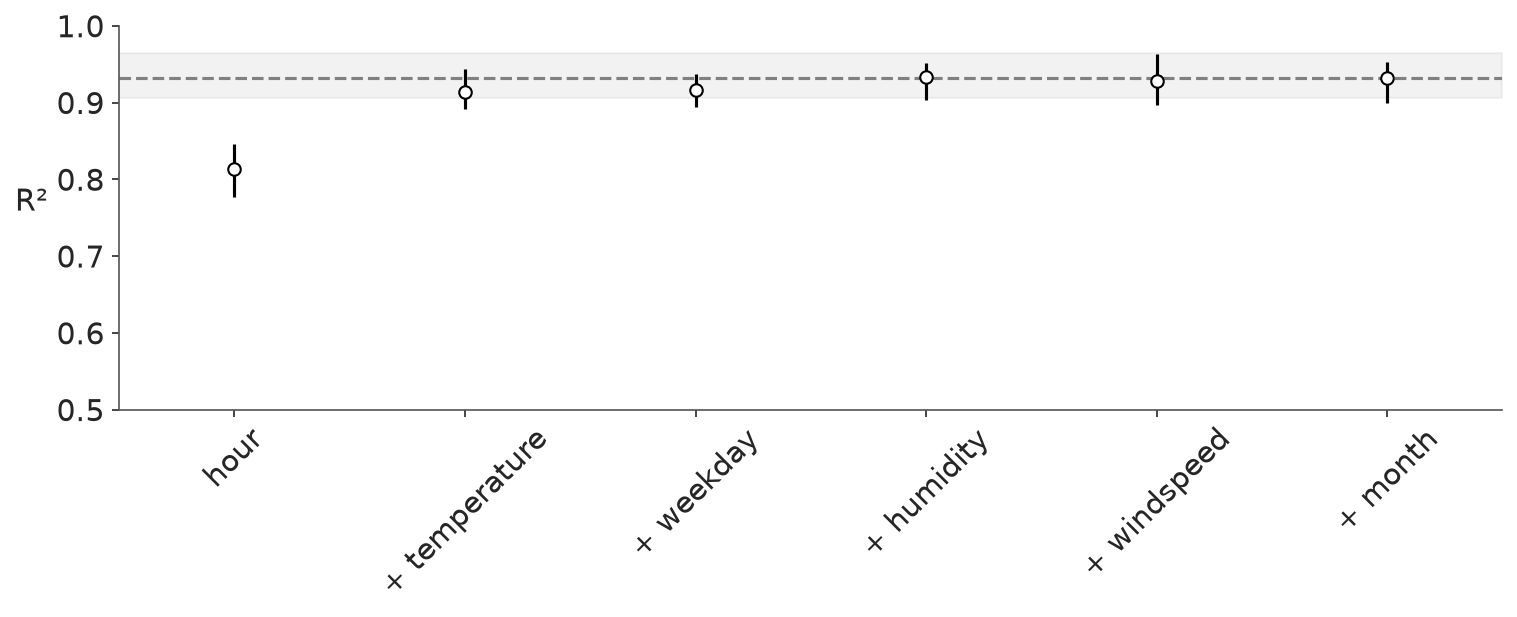 1.0
0.9
0.8
R²
0.7
0.6
0.5
hour
+ temperature
+ weekday
+ humidity
+ windspeed
+ month